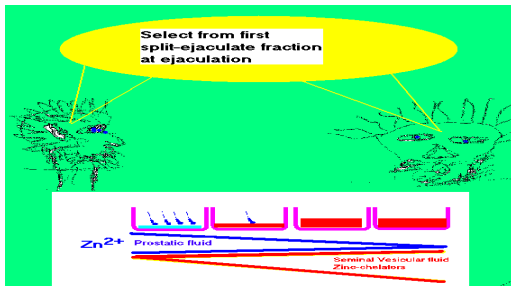 Select from first
split-ejaculate fraction
at ejaculation
Zn2+
Prostatic fluid
Seminal Vesicular fluid
Zinc-chelators